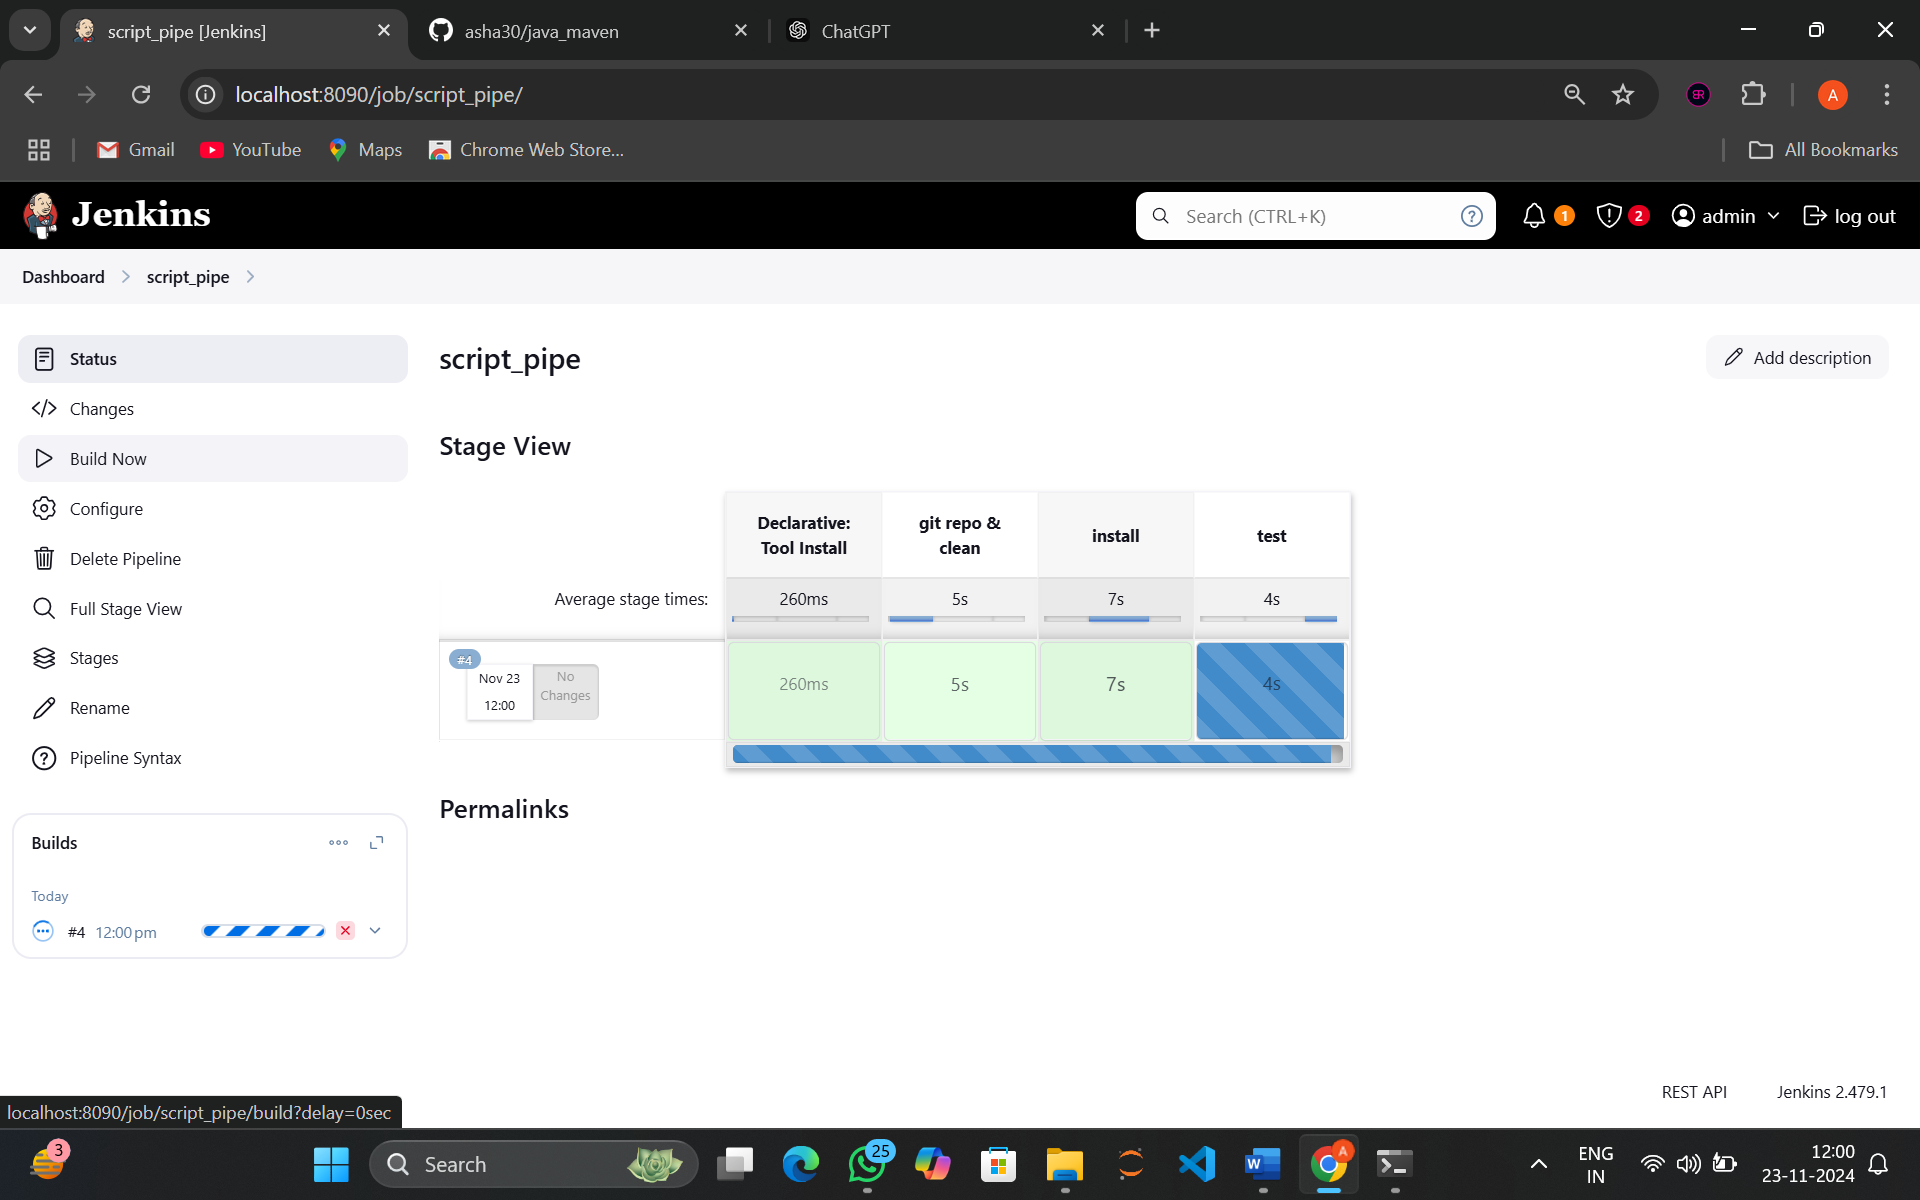 script_pipe [Jenkins]
asha30/java_maven
ChatGPT
localhost:8090/job/script_pipe/
A
Gmail
YouTube
Maps
Chrome Web Store...
All Bookmarks
Jenkins
Search (CTRL+K)
1
2
admin
log out
Dashboard
script_pipe
Status
Changes
Build Now
Configure
Delete Pipeline
Full Stage View
Stages
Rename
Pipeline Syntax
Builds
Today
#4 12:00 pm
script_pipe
Add description
Stage View
Declarative:
Tool Install
git repo &
clean
install
test
Average stage times:
260ms
5s
7s
4s
#4
Nov 23
12:00
No
Changes
260ms
5s
7s
4s
Permalinks
REST API
Jenkins 2.479.1
localhost:8090/job/script_pipe/build?delay=0sec
3
Search
25
A
ENG
IN
12:00
23-11-2024